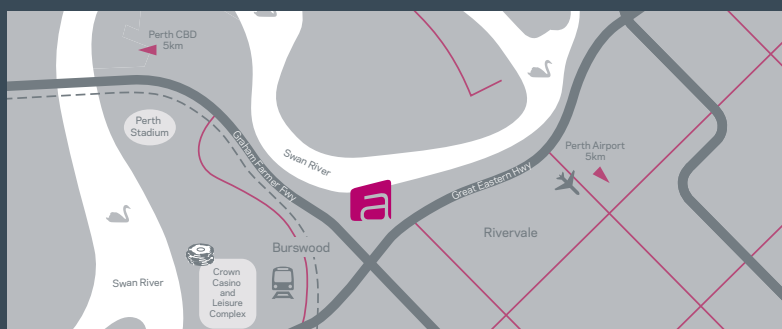 Perth CBD
5km
Perth
Stadium
Graham Farmer Fwy
Swan River
Great Eastern Hwy
Perth Airport
5km
Rivervale
Burswood
Swan River
Crown
Casino
and
Leisure
Complex
a